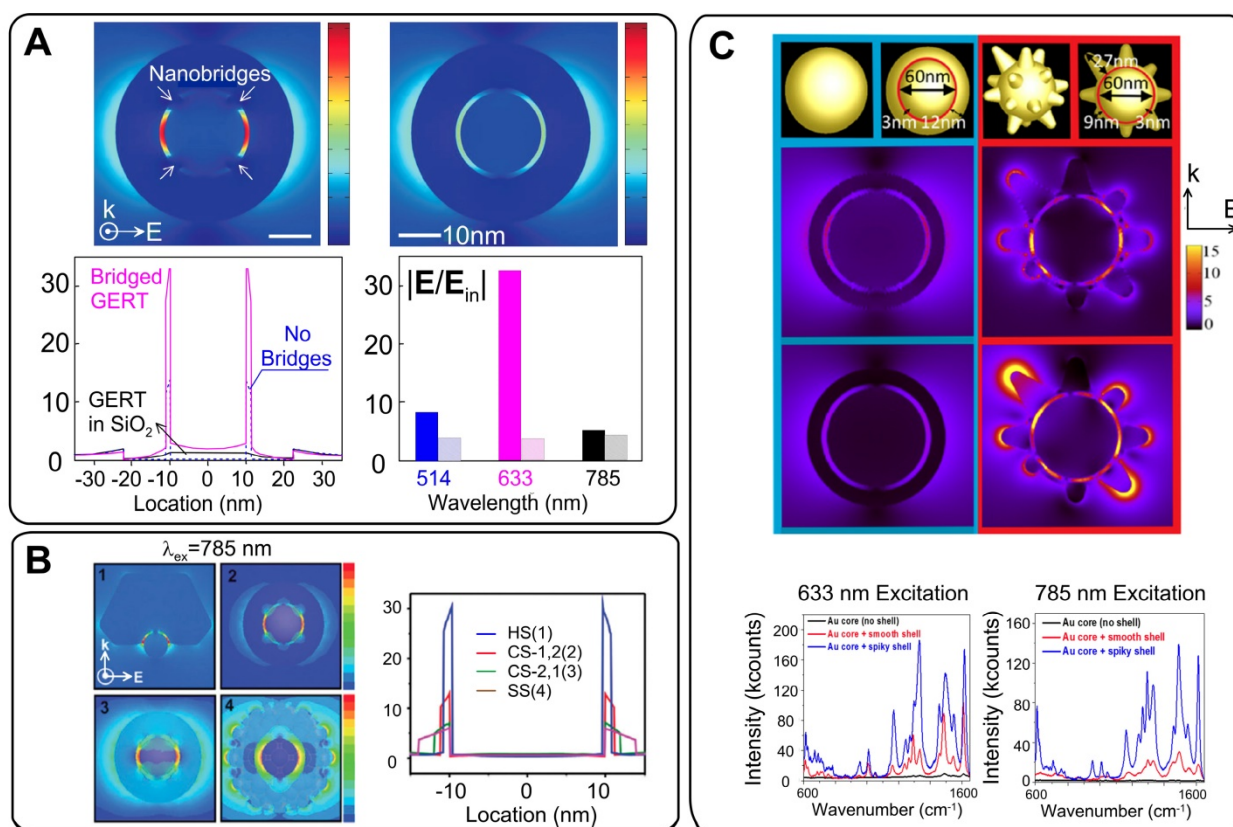 A
Nanobridges
k
E
10nm
30
20
10
0
Bridged
GERT
No
Bridges
GERT
in SiO2
-30 -20 -10 0 10 20 30
Location (nm)
|E/Ein|
30
20
10
0
514 633 785
Wavelength (nm)
B
λex=785 nm
1
2
k
E
3
4
30
20
10
0
HS(1)
CS-1,2(2)
CS-2,1(3)
SS(4)
-10 0 10
Location (nm)
C
60nm
3nm 12nm
27nm
60nm
9nm 3nm
k
E
15
10
5
0
633 nm Excitation
Au core (no shell)
Au core + smooth shell
Au core + spiky shell
Intensity (kcounts)
200
160
120
80
40
0
600 1600
Wavenumber (cm-1)
785 nm Excitation
Au core (no shell)
Au core + smooth shell
Au core + spiky shell
Intensity (kcounts)
160
120
80
40
0
600 1600
Wavenumber (cm-1)